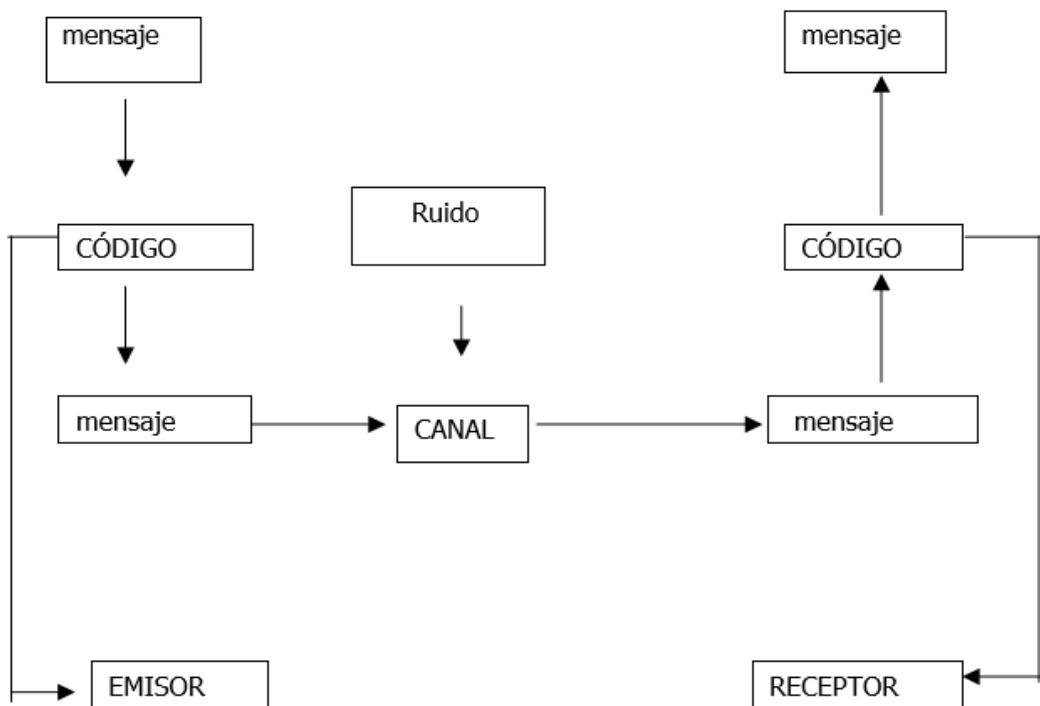 mensaje
mensaje
Ruido
CÓDIGO
CÓDIGO
mensaje
CANAL
mensaje
EMISOR
RECEPTOR